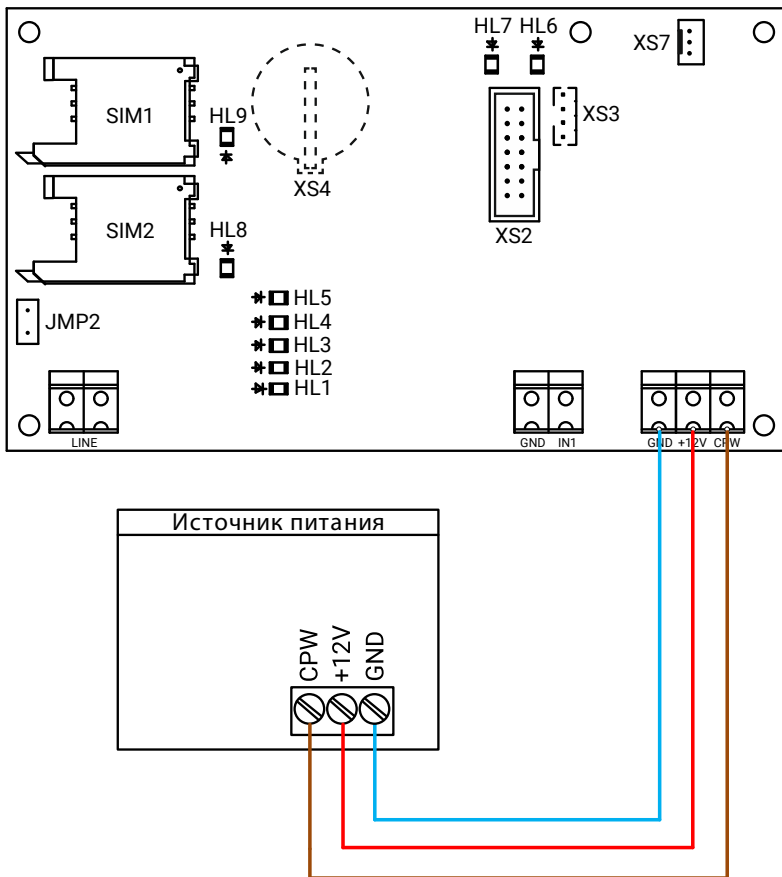 HL7 HL6
XS7
SIM1
HL9
XS3
XS4
SIM2
HL8
XS2
HL5
JMP2
HL4
HL3
HL2
HL1
LINE
GND IN1
GND +12V CPW
Источник питания
CPW
+12V
GND